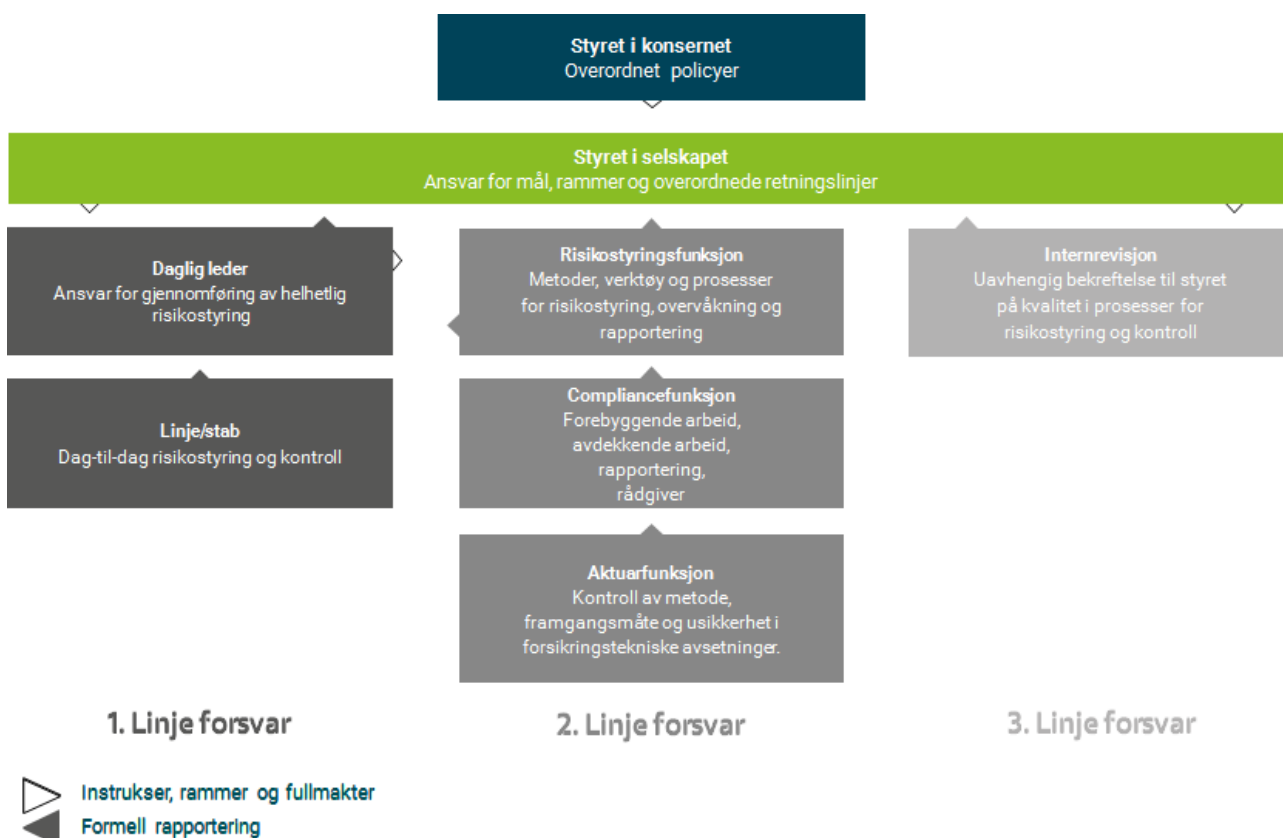 Styret i konsernet
Overordnet policyer
Styret i selskapet
Ansvar for mål, rammer og overordnede retningslinjer
Daglig leder
Ansvar for gjennomføring av helhetlig
risikostyring
Linje/stab
Dag-til-dag risikostyring og kontroll
Risikostyringsfunksjon
Metoder, verktøy og prosesser
for risikostyring, overvåkning og
rapportering
Compliancefunksjon
Forebyggende arbeid,
avdekkende arbeid,
rapportering,
rådgiver
Aktuarfunksjon
Kontroll av metode,
framgangsmåte og usikkerhet i
forsikringstekniske avsetninger.
Internrevisjon
Uavhengig bekreftelse til styret
på kvalitet i prosesser for
risikostyring og kontroll
1. Linje forsvar
2. Linje forsvar
3. Linje forsvar
Instrukser, rammer og fullmakter
Formell rapportering